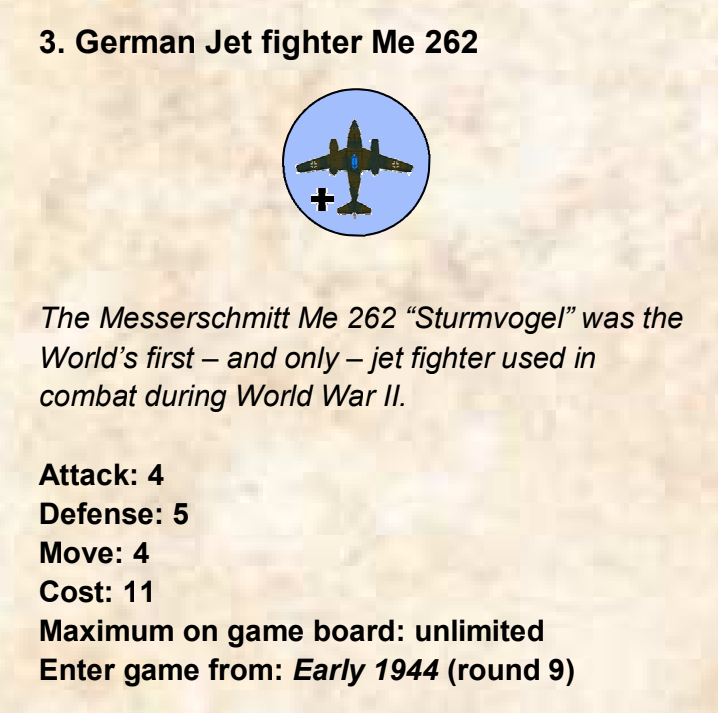 3. German Jet fighter Me 262
The Messerschmitt Me 262 “Sturmvogel” was the
World’s first – and only – jet fighter used in
combat during World War II.
Attack: 4
Defense: 5
Move: 4
Cost: 11
Maximum on game board: unlimited
Enter game from: Early 1944 (round 9)